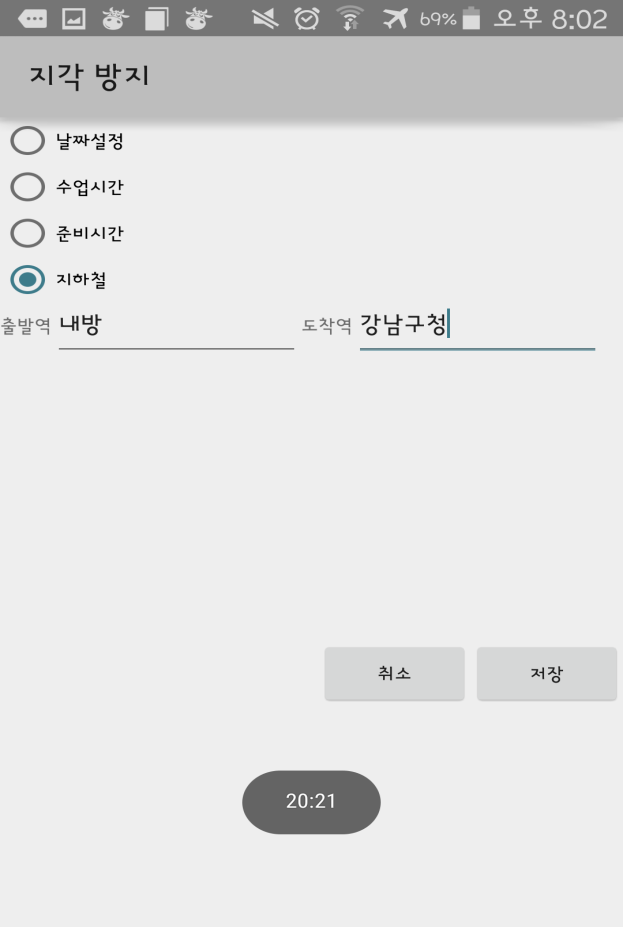 69% 오후 8:02
지각 방지
날짜설정
수업시간
준비시간
지하철
출발역 내방 도착역 강남구청
취소 저장
20:21